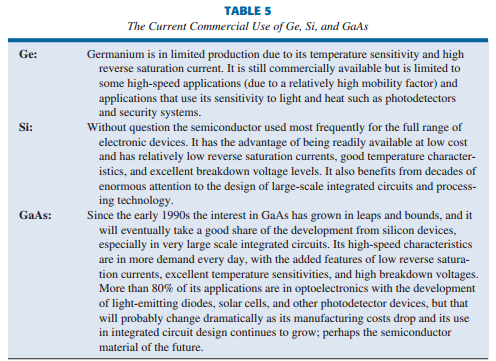 TABLE 5
The Current Commercial Use of Ge, Si, and GaAs
Ge: Germanium is in limited production due to its temperature sensitivity and high
reverse saturation current. It is still commercially available but is limited to
some high-speed applications (due to a relatively high mobility factor) and
applications that use its sensitivity to light and heat such as photodetectors
and security systems.
Si: Without question the semiconductor used most frequently for the full range of
electronic devices. It has the advantage of being readily available at low cost
and has relatively low reverse saturation currents, good temperature character-
istics, and excellent breakdown voltage levels. It also benefits from decades of
enormous attention to the design of large-scale integrated circuits and process-
ing technology.
GaAs: Since the early 1990s the interest in GaAs has grown in leaps and bounds, and it
will eventually take a good share of the development from silicon devices,
especially in very large scale integrated circuits. Its high-speed characteristics
are in more demand every day, with the added features of low reverse satura-
tion currents, excellent temperature sensitivities, and high breakdown voltages.
More than 80% of its applications are in optoelectronics with the development
of light-emitting diodes, solar cells, and other photodetector devices, but that
will probably change dramatically as its manufacturing costs drop and its use
in integrated circuit design continues to grow; perhaps the semiconductor
material of the future.